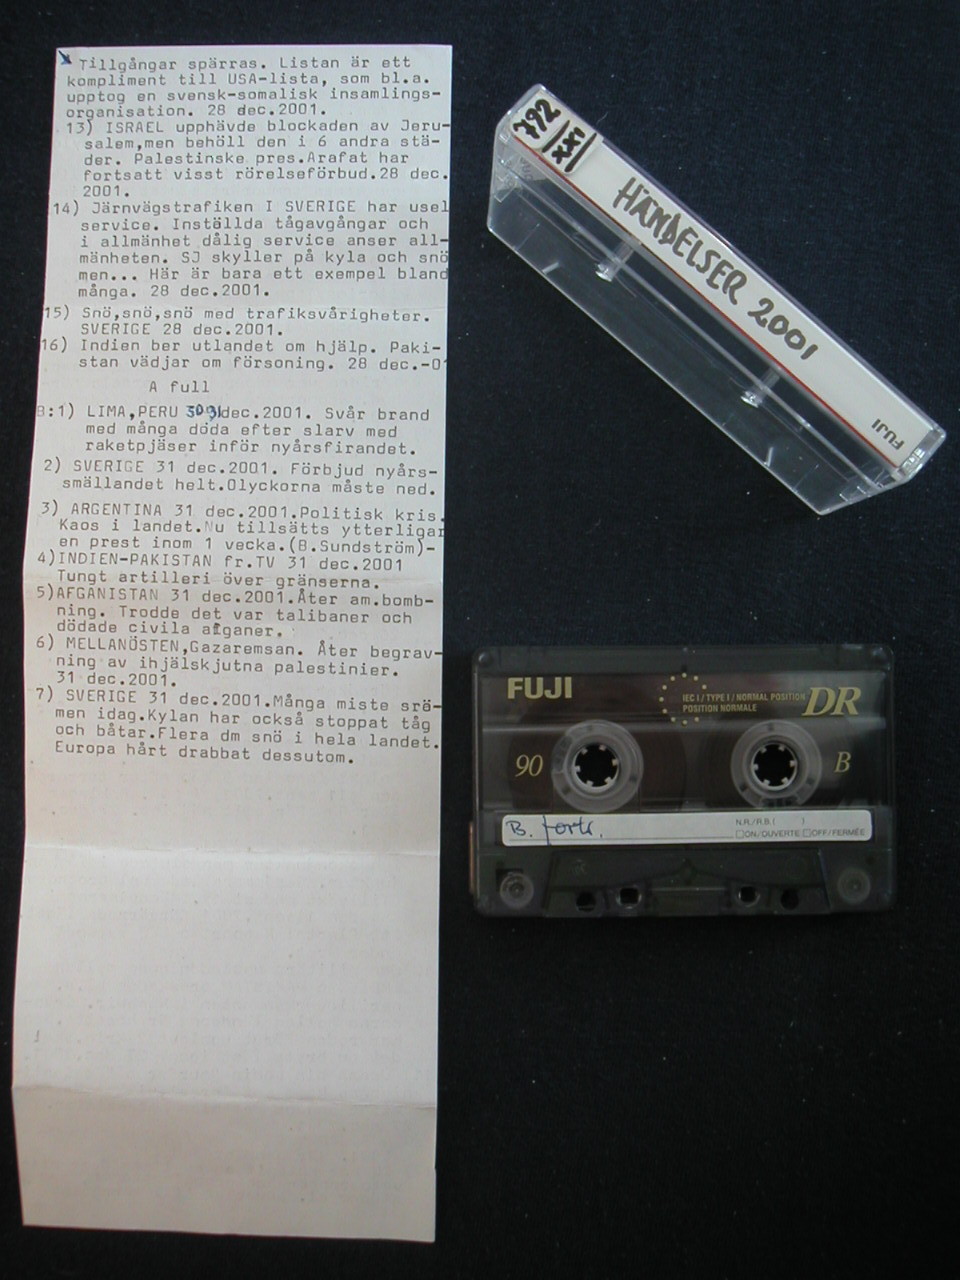 Tillgångar spärras. Listan är ett
kompliment till USA-lista, som bl.a.
upptog en svensk-somalisk insamlings-
organisation. 28 dec.2001.
13) ISRAEL upphävde blockaden av Jeru-
salem,men behöll den i 6 andra stä-
der. Palestinske pres.Arafat har
fortsatt visst rörelseförbud.28 dec.
2001.
14) Järnvägstrafiken I SVERIGE har usel
service. Inställda tågavgångar och
i allmänhet dålig service anser all-
mänheten. SJ skyller på kyla och snö
men... Här är bara ett exempel bland
många. 28 dec.2001.
15) Snö,snö,snö med trafiksvårigheter.
SVERIGE 28 dec.2001.
16) Indien ber utlandet om hjälp. Paki-
stan vädjar om försoning. 28 dec.-01
A full
B:1) LIMA,PERU 30-31dec.2001. Svår brand
med många döda efter slarv med
raketpjäser inför nyårsfirandet.
2) SVERIGE 31 dec.2001. Förbjud nyårs-
smällandet helt.Olyckorna måste ned.
3) ARGENTINA 31 dec.2001.Politisk kris.
Kaos i landet.Nu tillsätts ytterligar
en prest inom 1 vecka.(B.Sundström)-
4)INDIEN-PAKISTAN fr.TV 31 dec.2001
Tungt artilleri över gränserna.
5)AFGANISTAN 31 dec.2001.Åter am.bomb-
ning. Trodde det var talibaner och
dödade civila afganer.
6) MELLANÖSTEN,Gazaremsan. Åter begrav-
ning av ihjälskjutna palestinier.
31 dec.2001.
7) SVERIGE 31 dec.2001.Många miste srö-
men idag.Kylan har också stoppat tåg
och båtar.Flera dm snö i hela landet.
Europa hårt drabbat dessutom.
792
HÄNDELSER 2001
FUJI
FUJI
IEC I / TYPE I / NORMAL POSITION
POSITION NORMALE
DR
90
B
B. forts.
N.R./R.B.( )
ON/OUVERTE OFF/FERMÉE